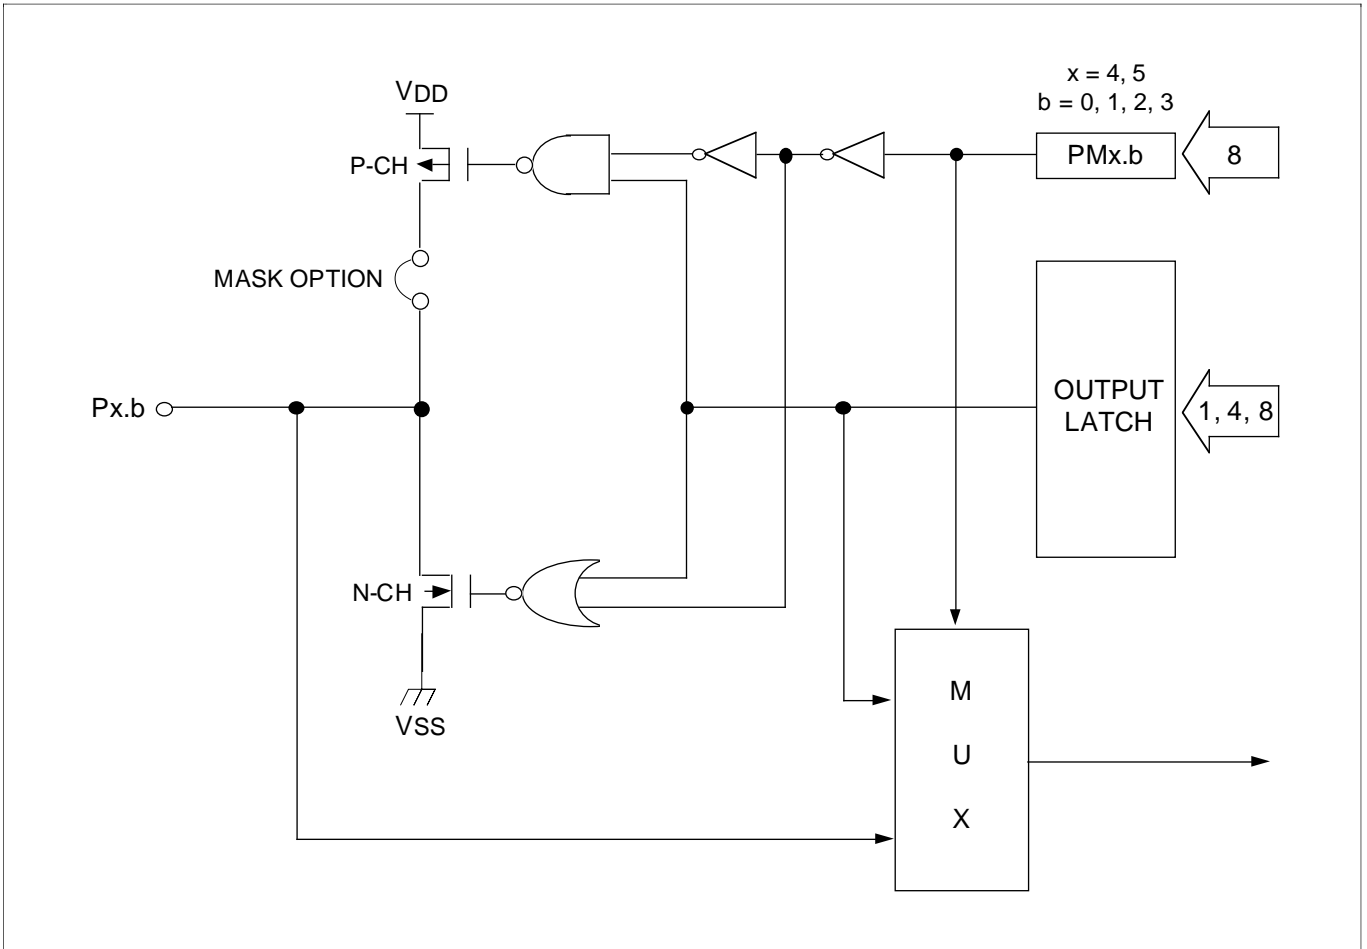 x = 4, 5
b = 0, 1, 2, 3
VDD
P-CH
PMx.b
8
MASK OPTION
Px.b
OUTPUT
LATCH
1, 4, 8
N-CH
VSS
M
U
X